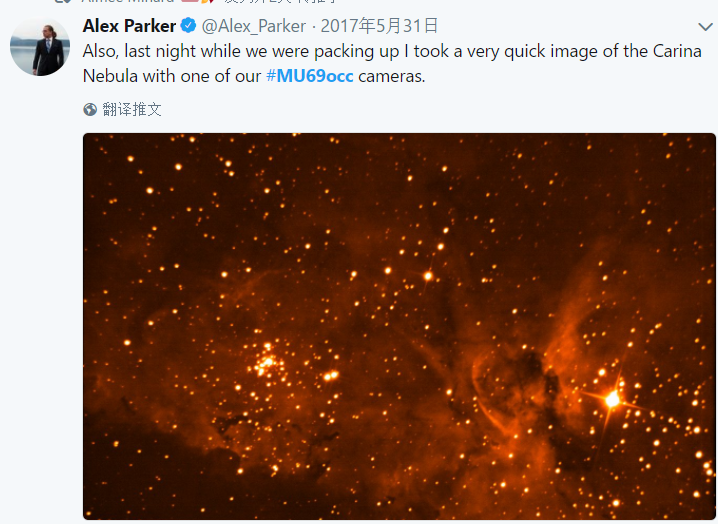 Alex Parker @Alex_Parker · 2017年5月31日
Also, last night while we were packing up I took a very quick image of the Carina
Nebula with one of our #MU69occ cameras.
翻译推文